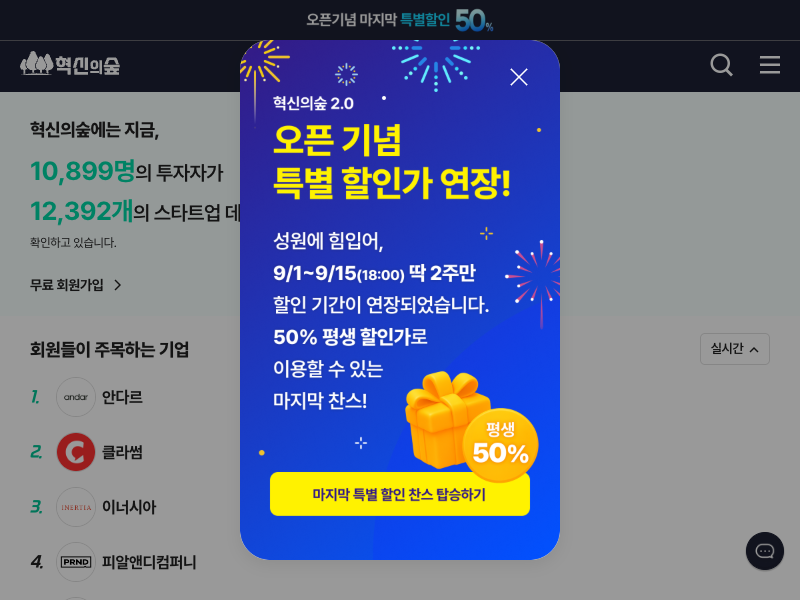 오픈기념 마지막 특별할인 50%
혁신의숲
혁신의숲 2.0
오픈 기념
특별 할인가 연장!
성원에 힘입어,
9/1~9/15(18:00) 딱 2주만
할인 기간이 연장되었습니다.
50% 평생 할인가로
이용할 수 있는
마지막 찬스!
평생
50%
마지막 특별 할인 찬스 탑승하기
혁신의숲에는 지금,
10,899명의 투자자가
12,392개의 스타트업 데
확인하고 있습니다.
무료 회원가입
회원들이 주목하는 기업
실시간
1. andar 안다르
2. 클라썸
3. INERTIA 이너시아
4. PRND 피알앤디컴퍼니